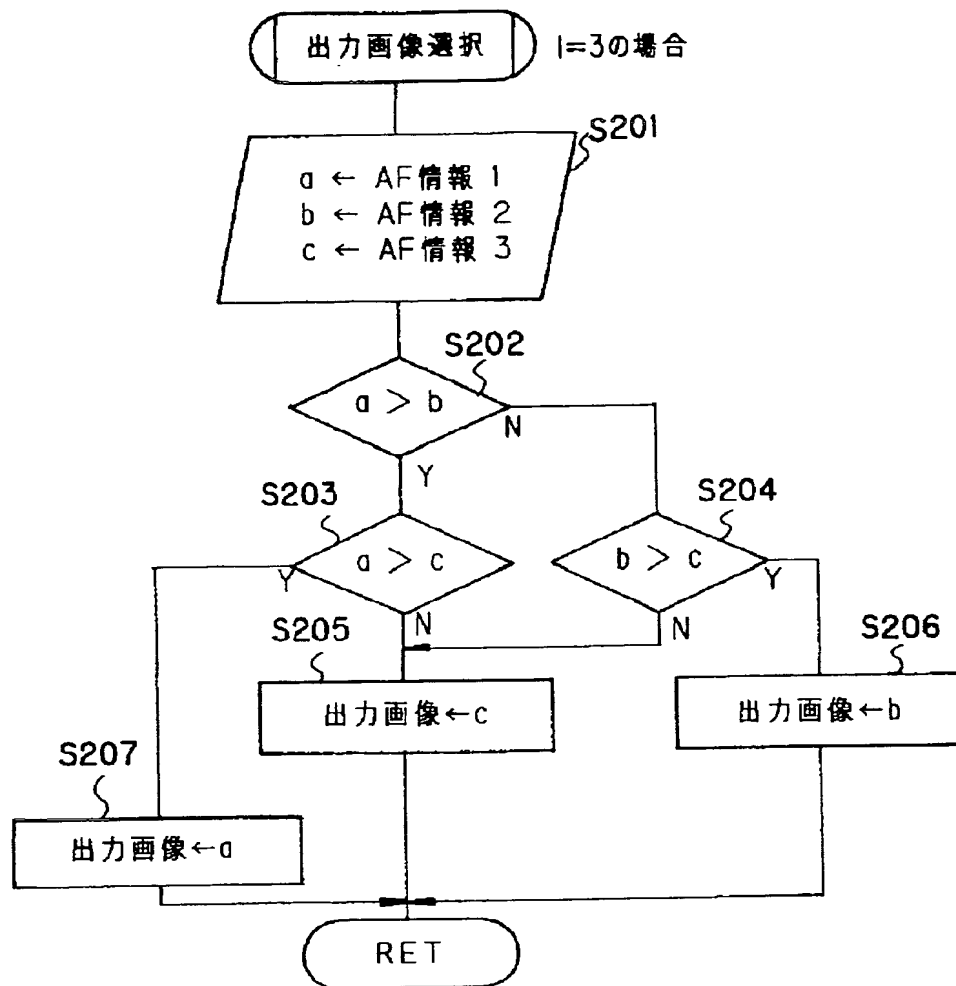 出力画像選択
l=3の場合
S201
a ← AF情報 1
b ← AF情報 2
c ← AF情報 3
S202
a > b
N
Y
S203
a > c
Y
N
S204
b > c
Y
N
S205
出力画像←c
S206
出力画像←b
S207
出力画像←a
RET